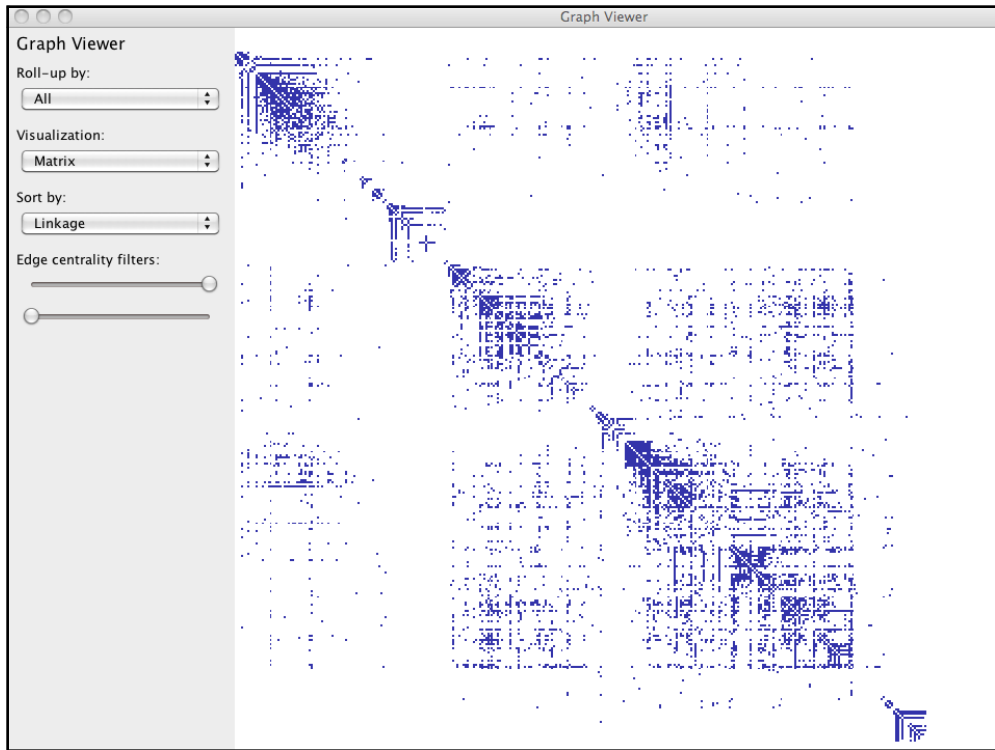 Graph Viewer
Graph Viewer
Roll-up by:
All
Visualization:
Matrix
Sort by:
Linkage
Edge centrality filters: